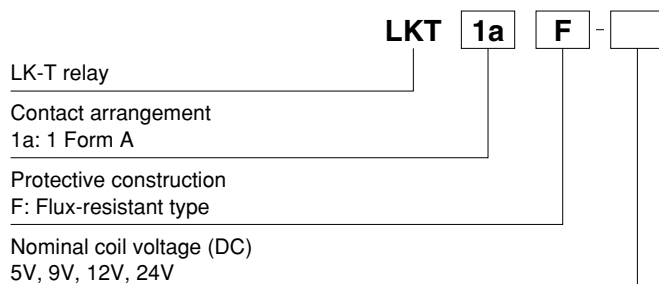 LKT 1a F -
LK-T relay
Contact arrangement
1a: 1 Form A
Protective construction
F: Flux-resistant type
Nominal coil voltage (DC)
5V, 9V, 12V, 24V